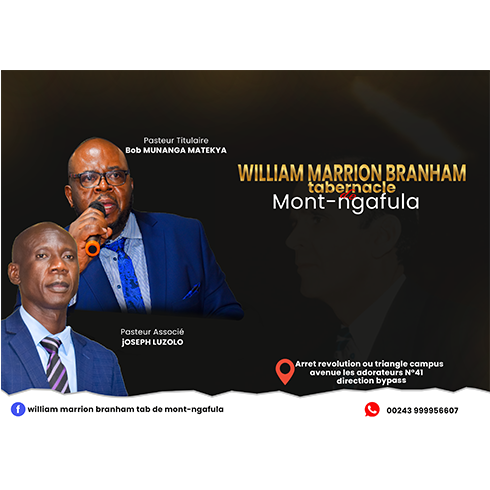 Pasteur Titulaire
Bob MUNANGA MATEKYA
WILLIAM MARRION BRANHAM
tabernacle
Mont-ngafula
Pasteur Associé
jOSEPH LUZOLO
Arret revolution ou triangle campus
avenue les adorateurs N°41
direction bypass
william marrion branham tab de mont-ngafula
00243 999956607